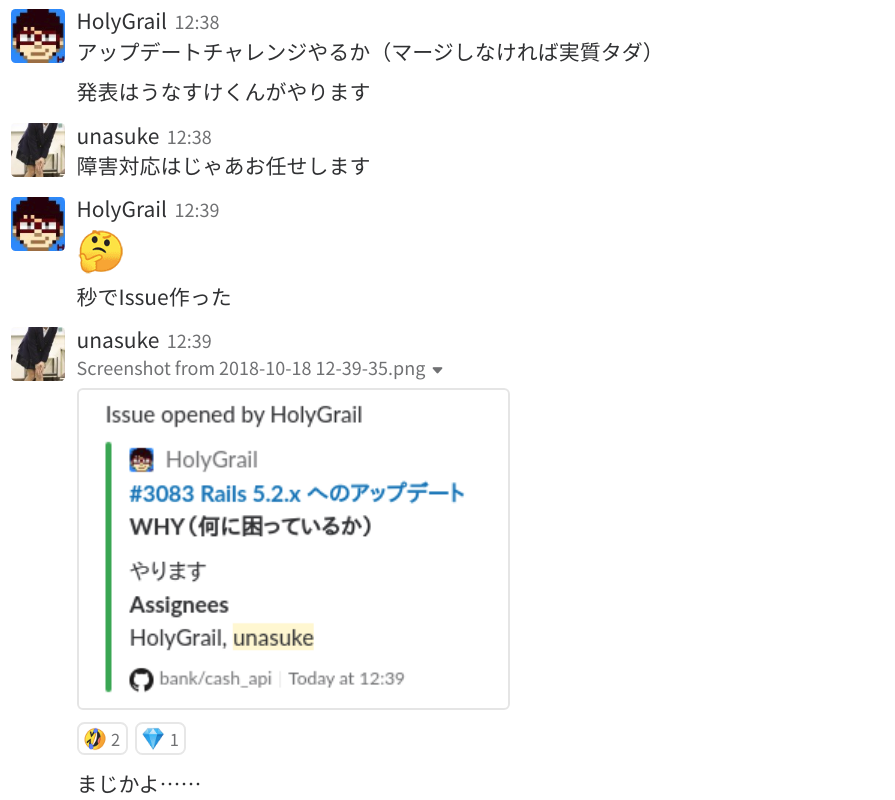 HolyGrail 12:38
アップデートチャレンジやるか（マージしなければ実質タダ）
発表はうなすけくんがやります
unasuke 12:38
障害対応はじゃあお任せします
HolyGrail 12:39
秒でIssue作った
unasuke 12:39
Screenshot from 2018-10-18 12-39-35.png
Issue opened by HolyGrail
HolyGrail
#3083 Rails 5.2.x へのアップデート
WHY（何に困っているか）
やります
Assignees
HolyGrail, unasuke
bank/cash_api Today at 12:39
2 1
まじかよ……